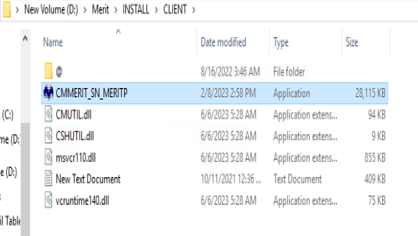 New Volume (D:) > Merit > INSTALL > CLIENT >
Name Date modified Type Size
8/16/2022 3:46 AM File folder
CMMERIT_SN_MERITP 2/8/2023 2:58 PM Application 28,115 KB
(C:) CMUTIL.dll 6/6/2023 5:28 AM Application extens... 94 KB
me (D: CSHUTIL.dll 6/6/2023 5:28 AM Application extens... 9 KB
msvcr110.dll 6/6/2023 5:28 AM Application extens... 855 KB
e (D:) New Text Document 10/11/2021 12:36 ... Text Document 409 KB
vcruntime140.dll 6/6/2023 5:28 AM Application extens... 75 KB
il Table